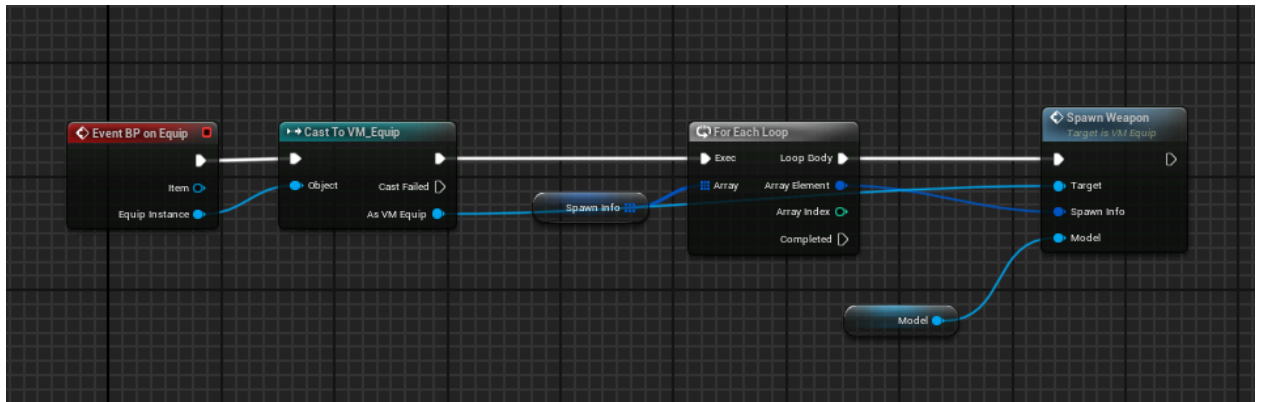 Event BP on Equip
Item
Equip Instance
Cast To VM_Equip
Object
Cast Failed
As VM Equip
Spawn Info
For Each Loop
Exec
Loop Body
Array
Array Element
Array Index
Completed
Model
Spawn Weapon
Target is VM Equip
Target
Spawn Info
Model